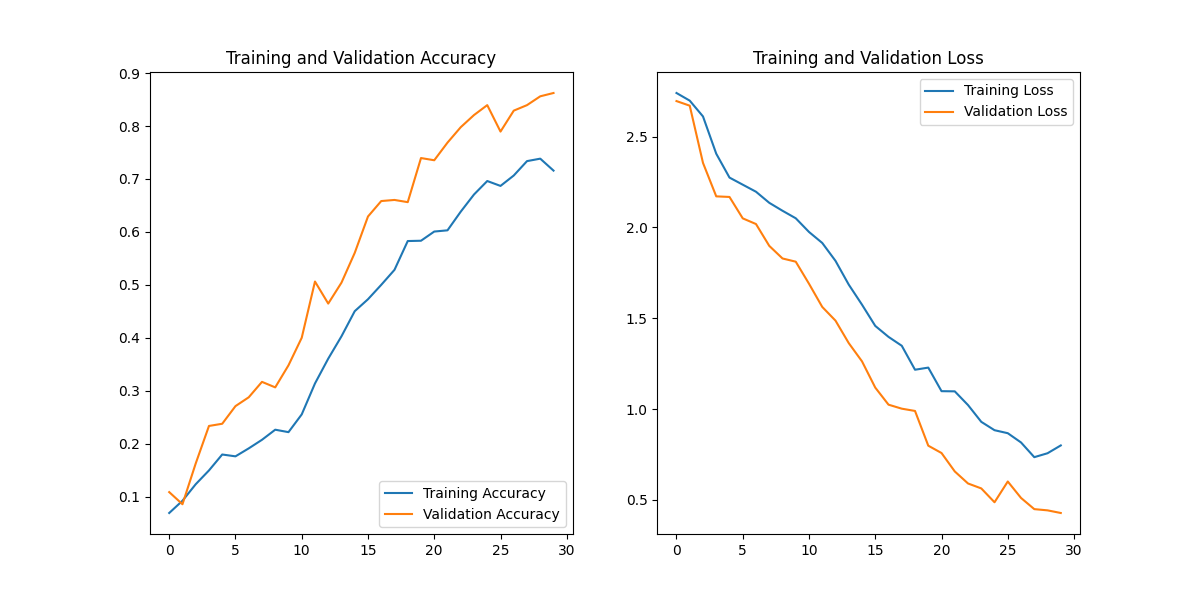 Training and Validation Accuracy
0.9
0.8
0.7
0.6
0.5
0.4
0.3
0.2
0.1
0 5 10 15 20 25 30
Training Accuracy
Validation Accuracy
Training and Validation Loss
2.5
2.0
1.5
1.0
0.5
0 5 10 15 20 25 30
Training Loss
Validation Loss